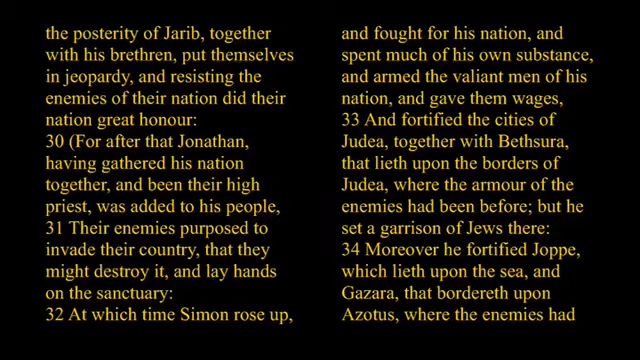 the posterity of Jarib, together
with his brethren, put themselves
in jeopardy, and resisting the
enemies of their nation did their
nation great honour:
30 (For after that Jonathan,
having gathered his nation
together, and been their high
priest, was added to his people,
31 Their enemies purposed to
invade their country, that they
might destroy it, and lay hands
on the sanctuary:
32 At which time Simon rose up,
and fought for his nation, and
spent much of his own substance,
and armed the valiant men of his
nation, and gave them wages,
33 And fortified the cities of
Judea, together with Bethsura,
that lieth upon the borders of
Judea, where the armour of the
enemies had been before; but he
set a garrison of Jews there:
34 Moreover he fortified Joppe,
which lieth upon the sea, and
Gazara, that bordereth upon
Azotus, where the enemies had